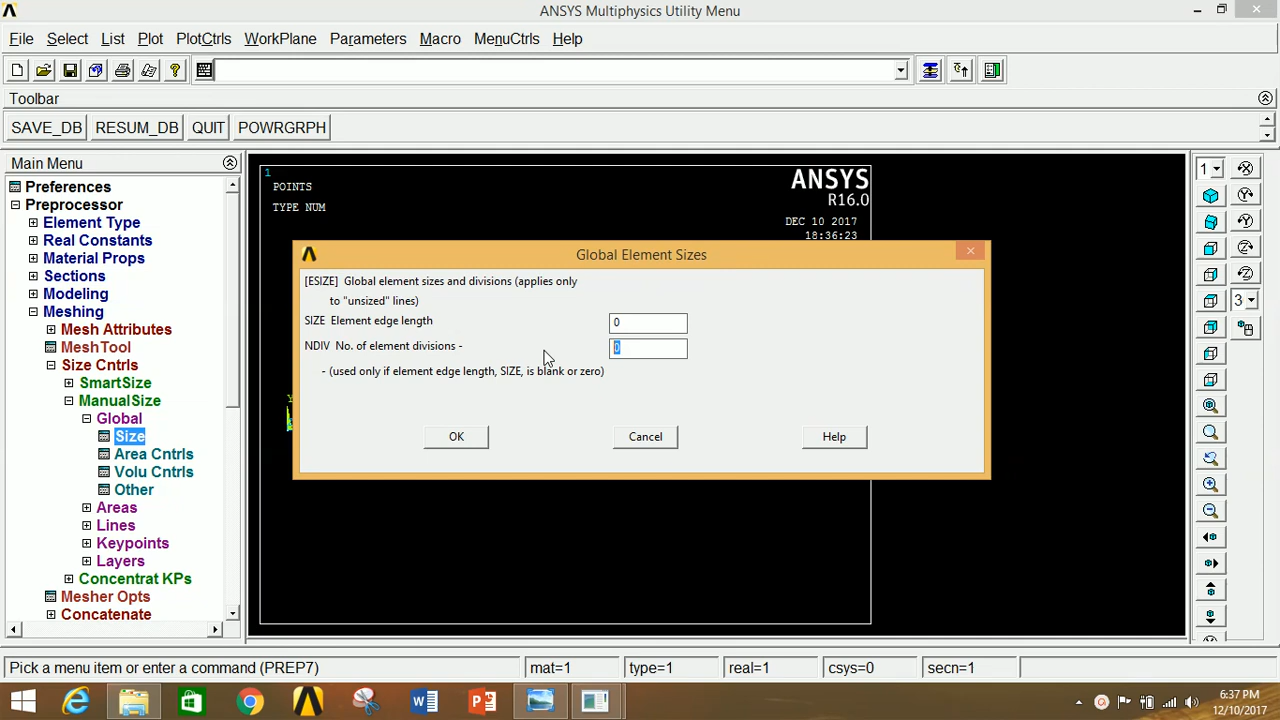 ANSYS Multiphysics Utility Menu
File Select List Plot PlotCtrls WorkPlane Parameters Macro MenuCtrls Help
Toolbar
SAVE_DB RESUM_DB QUIT POWRGRPH
Main Menu
Preferences
Preprocessor
Element Type
Real Constants
Material Props
Sections
Modeling
Meshing
Mesh Attributes
MeshTool
Size Cntrls
SmartSize
ManualSize
Global
Size
Area Cntrls
Volu Cntrls
Other
Areas
Lines
Keypoints
Layers
Concentrat KPs
Mesher Opts
Concatenate
1
POINTS
TYPE NUM
ANSYS
R16.0
DEC 10 2017
18:36:23
Y
Global Element Sizes
[ESIZE] Global element sizes and divisions (applies only
to "unsized" lines)
SIZE Element edge length 0
NDIV No. of element divisions - 0
- (used only if element edge length, SIZE, is blank or zero)
OK Cancel Help
1
3
Pick a menu item or enter a command (PREP7) mat=1 type=1 real=1 csys=0 secn=1
6:37 PM
12/10/2017